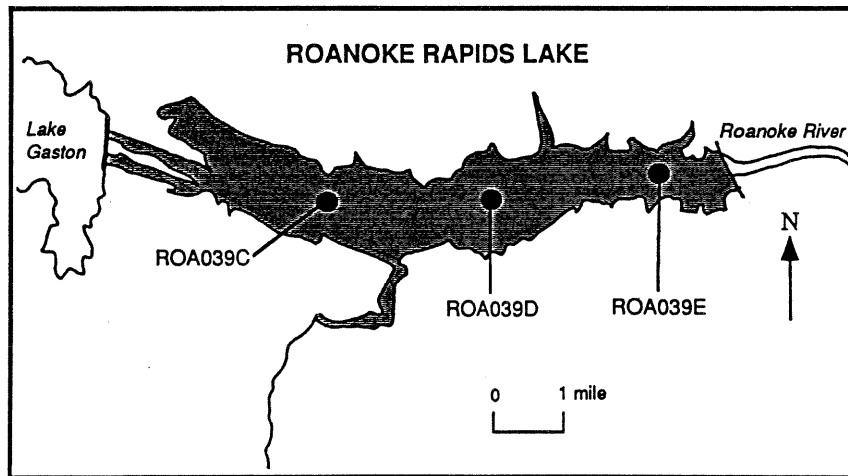 ROANOKE RAPIDS LAKE
Lake
Gaston
Roanoke River
N
ROA039C
ROA039D
ROA039E
0 1 mile